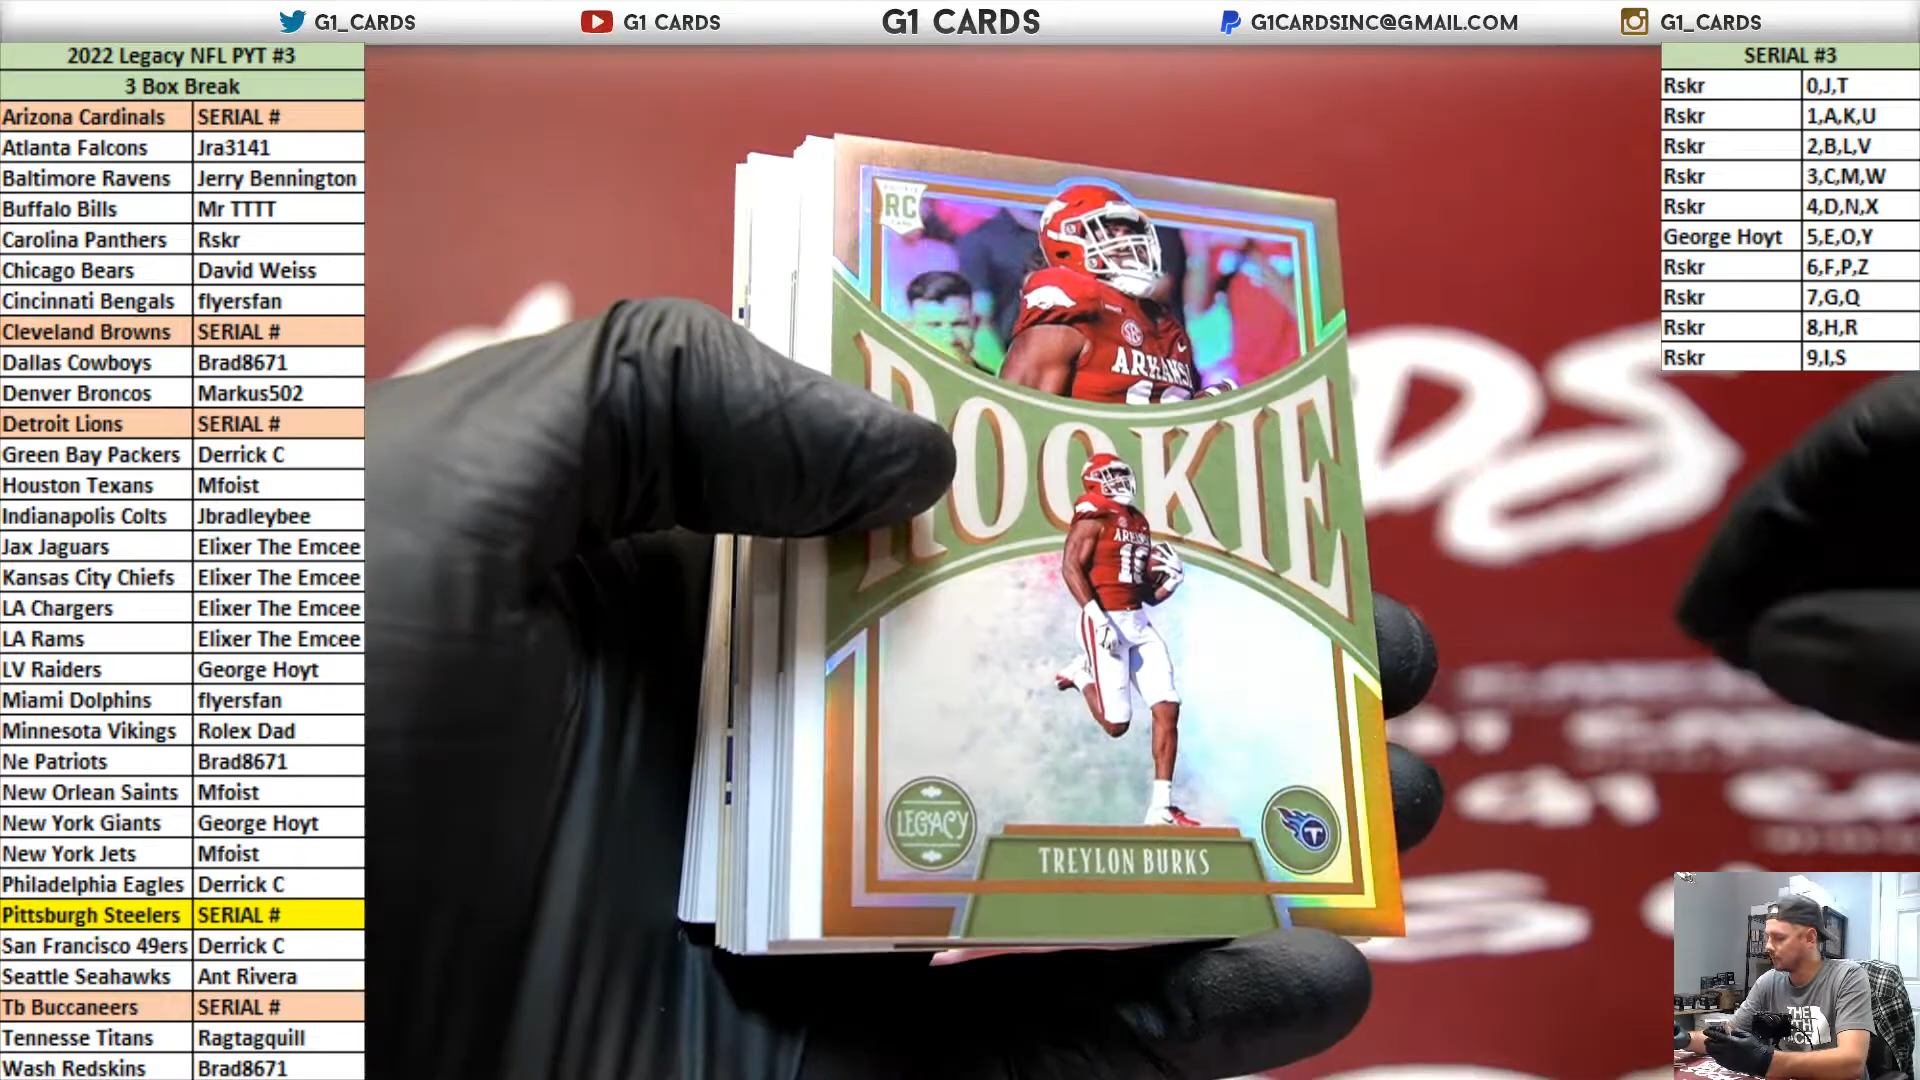 G1_CARDS
G1 CARDS
G1 CARDS
G1CARDSINC@GMAIL.COM
G1_CARDS
2022 Legacy NFL PYT #3
3 Box Break
Arizona Cardinals SERIAL #
Atlanta Falcons Jra3141
Baltimore Ravens Jerry Bennington
Buffalo Bills Mr TTTT
Carolina Panthers Rskr
Chicago Bears David Weiss
Cincinnati Bengals flyersfan
Cleveland Browns SERIAL #
Dallas Cowboys Brad8671
Denver Broncos Markus502
Detroit Lions SERIAL #
Green Bay Packers Derrick C
Houston Texans Mfoist
Indianapolis Colts Jbradleybee
Jax Jaguars Elixer The Emcee
Kansas City Chiefs Elixer The Emcee
LA Chargers Elixer The Emcee
LA Rams Elixer The Emcee
LV Raiders George Hoyt
Miami Dolphins flyersfan
Minnesota Vikings Rolex Dad
Ne Patriots Brad8671
New Orlean Saints Mfoist
New York Giants George Hoyt
New York Jets Mfoist
Philadelphia Eagles Derrick C
Pittsburgh Steelers SERIAL #
San Francisco 49ers Derrick C
Seattle Seahawks Ant Rivera
Tb Buccaneers SERIAL #
Tennesse Titans Ragtagquill
Wash Redskins Brad8671
RC
ROOKIE
LEGACY
T
TREYLON BURKS
SERIAL #3
Rskr 0,J,T
Rskr 1,A,K,U
Rskr 2,B,L,V
Rskr 3,C,M,W
Rskr 4,D,N,X
George Hoyt 5,E,O,Y
Rskr 6,F,P,Z
Rskr 7,G,Q
Rskr 8,H,R
Rskr 9,I,S